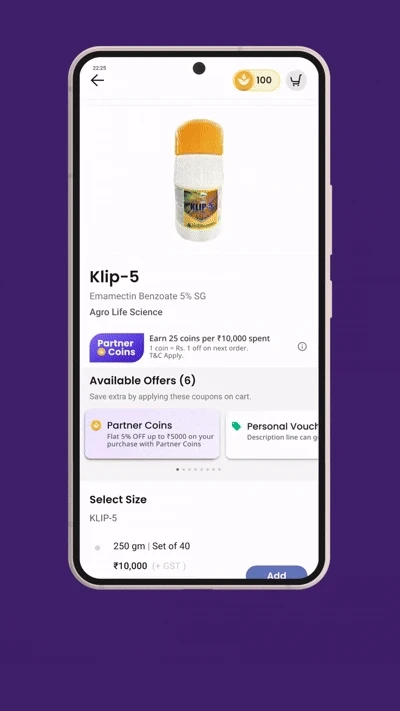 22:25
100
KLIP-5
Klip-5
Emamectin Benzoate 5% SG
Agro Life Science
Partner
Coins
Earn 25 coins per ₹10,000 spent
1 coin = Rs. 1 off on next order.
T&C Apply.
Available Offers (6)
Save extra by applying these coupons on cart.
Partner Coins
Flat 5% OFF up to ₹5000 on your
purchase with Partner Coins
Personal Vouch
Description line can g
Select Size
KLIP-5
250 gm | Set of 40
₹10,000 (+ GST )
Add